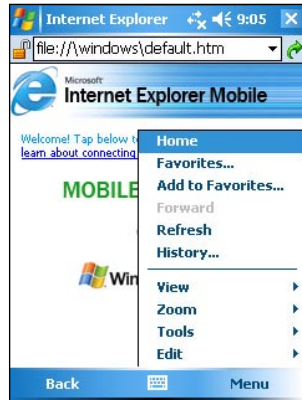 Internet Explorer 9:05
file://\windows\default.htm
Microsoft
Internet Explorer Mobile
Welcome! Tap below t
learn about connecting
MOBILE
Win
Home
Favorites...
Add to Favorites...
Forward
Refresh
History...
View
Zoom
Tools
Edit
Back Menu